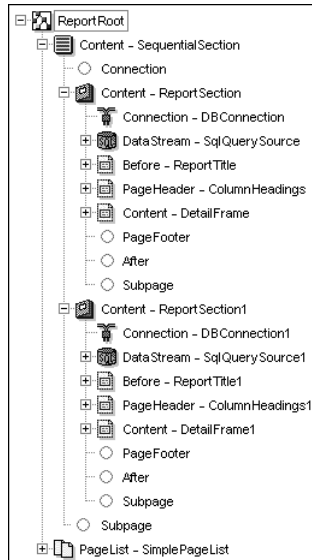 ReportRoot
Content - SequentialSection
Connection
Content - ReportSection
Connection - DBConnection
DataStream - SqlQuerySource
Before - ReportTitle
PageHeader - ColumnHeadings
Content - DetailFrame
PageFooter
After
Subpage
Content - ReportSection1
Connection - DBConnection1
DataStream - SqlQuerySource1
Before - ReportTitle1
PageHeader - ColumnHeadings1
Content - DetailFrame1
PageFooter
After
Subpage
Subpage
PageList - SimplePageList